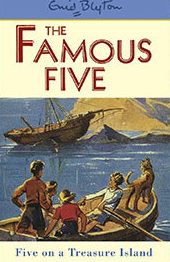 Enid Blyton
THE
FAMOUS
FIVE
Five on a Treasure Island